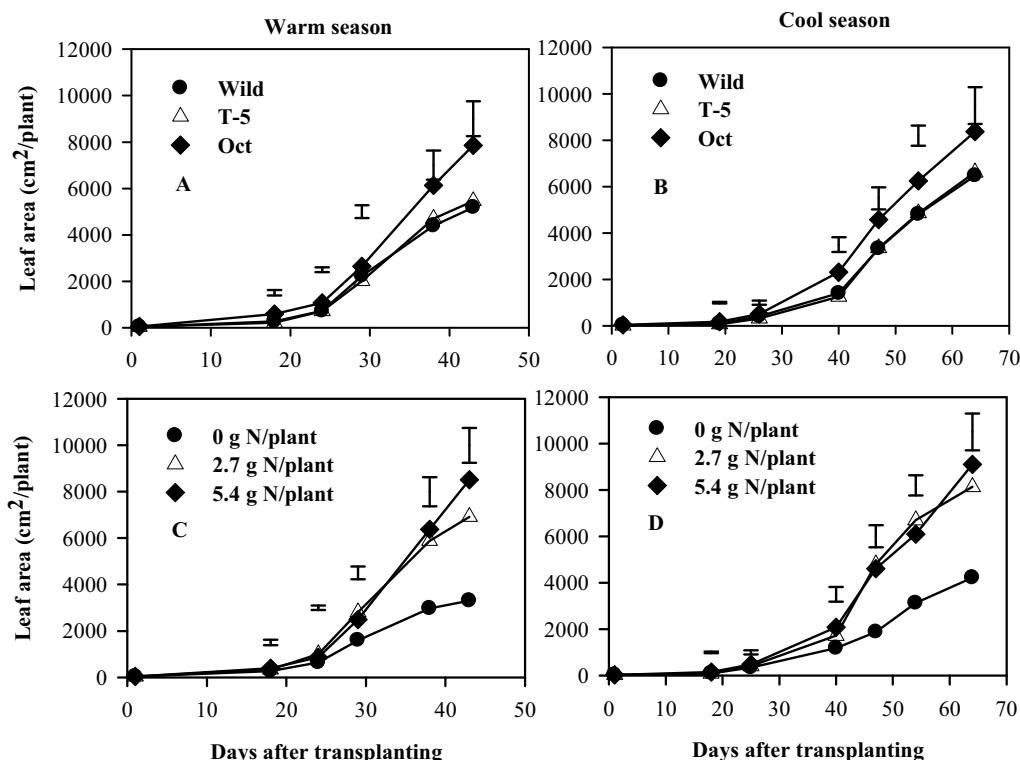 Warm season
Cool season
12000
10000
8000
6000
4000
2000
0
Leaf area (cm2/plant)
Wild
T-5
Oct
A
0 10 20 30 40 50
12000
10000
8000
6000
4000
2000
0
Wild
T-5
Oct
B
0 10 20 30 40 50 60 70
12000
10000
8000
6000
4000
2000
0
Leaf area (cm2/plant)
0 g N/plant
2.7 g N/plant
5.4 g N/plant
C
0 10 20 30 40 50
Days after transplanting
12000
10000
8000
6000
4000
2000
0
0 g N/plant
2.7 g N/plant
5.4 g N/plant
D
0 10 20 30 40 50 60 70
Days after transplanting